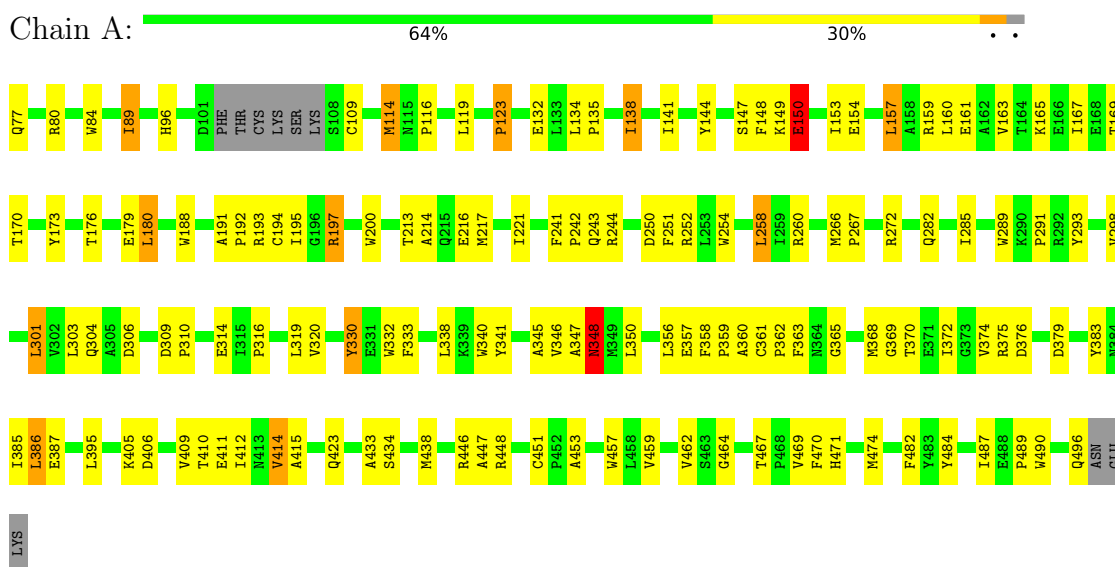 Chain A:
64% 30% • •
Q77 R80 W84 I89 H96 D101 PHE THR CYS LYS SER LYS S108 C109 M114 N115 P116 L119 P123 E132 L133 L134 P135 I138 I141 Y144 S147 F148 K149 E150 I153 E154 L157 A158 R159 L160 E161 A162 V163 T164 K165 E166 I167 E168 T169
T170 Y173 T176 E179 L180 W188 A191 P192 R193 C194 I195 G196 R197 W200 T213 A214 Q215 E216 M217 I221 F241 P242 Q243 R244 D250 F251 R252 L253 W254 L258 I259 R260 M266 P267 R272 Q282 I285 W289 K290 P291 R292 Y293 V298
L301 V302 L303 Q304 A305 D306 D309 P310 E314 I315 P316 L319 V320 Y330 E331 W332 F333 L338 K339 W340 Y341 A345 V346 A347 N348 M349 L350 L356 E357 F358 P359 A360 C361 P362 F363 N364 G365 M368 G369 T370 E371 I372 G373 V374 R375 D376 D379 Y383 N384
I385 L386 E387 L395 K405 D406 V409 T410 E411 I412 N413 V414 A415 Q423 A433 S434 M438 R446 A447 R448 C451 P452 A453 W457 L458 V459 V462 S463 G464 T467 P468 V469 F470 H471 M474 F482 Y483 Y484 I487 E488 P489 W490 Q496 ASN GLU
LYS